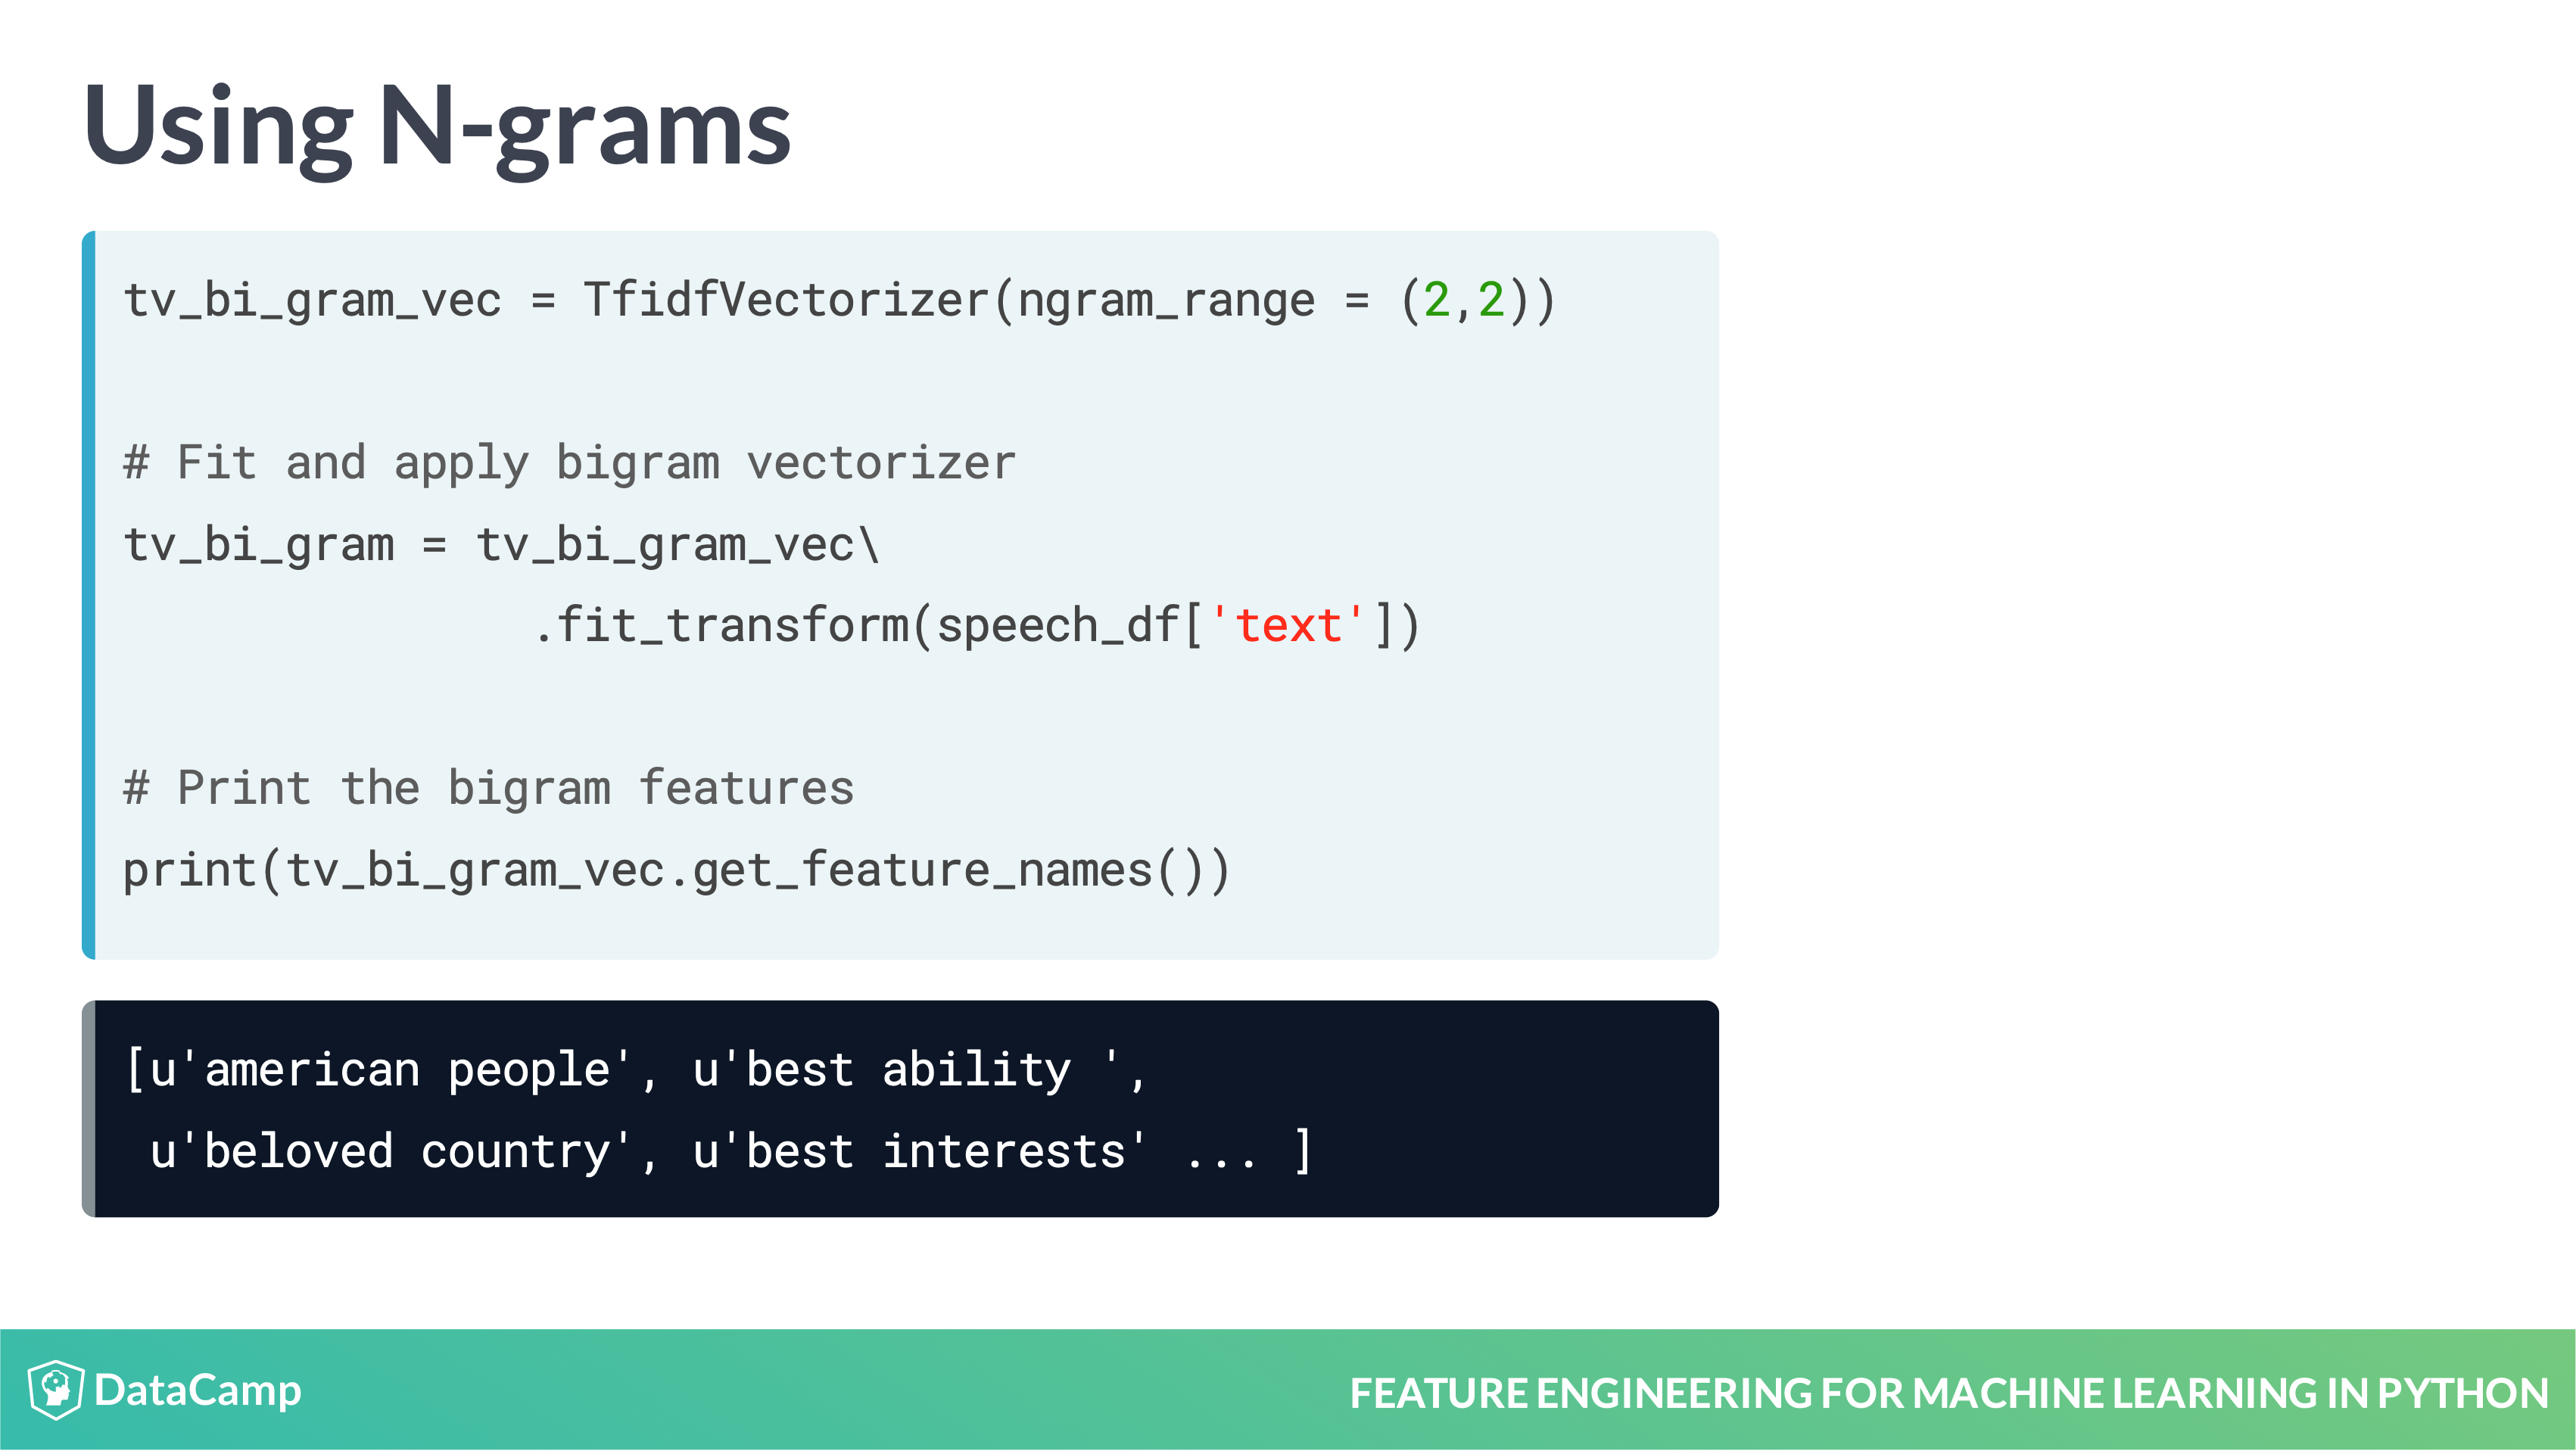 Using N-grams
tv_bi_gram_vec = TfidfVectorizer(ngram_range = (2,2))
# Fit and apply bigram vectorizer
tv_bi_gram = tv_bi_gram_vec\
.fit_transform(speech_df['text'])
# Print the bigram features
print(tv_bi_gram_vec.get_feature_names())
[u'american people', u'best ability ',
u'beloved country', u'best interests' ... ]
DataCamp
FEATURE ENGINEERING FOR MACHINE LEARNING IN PYTHON